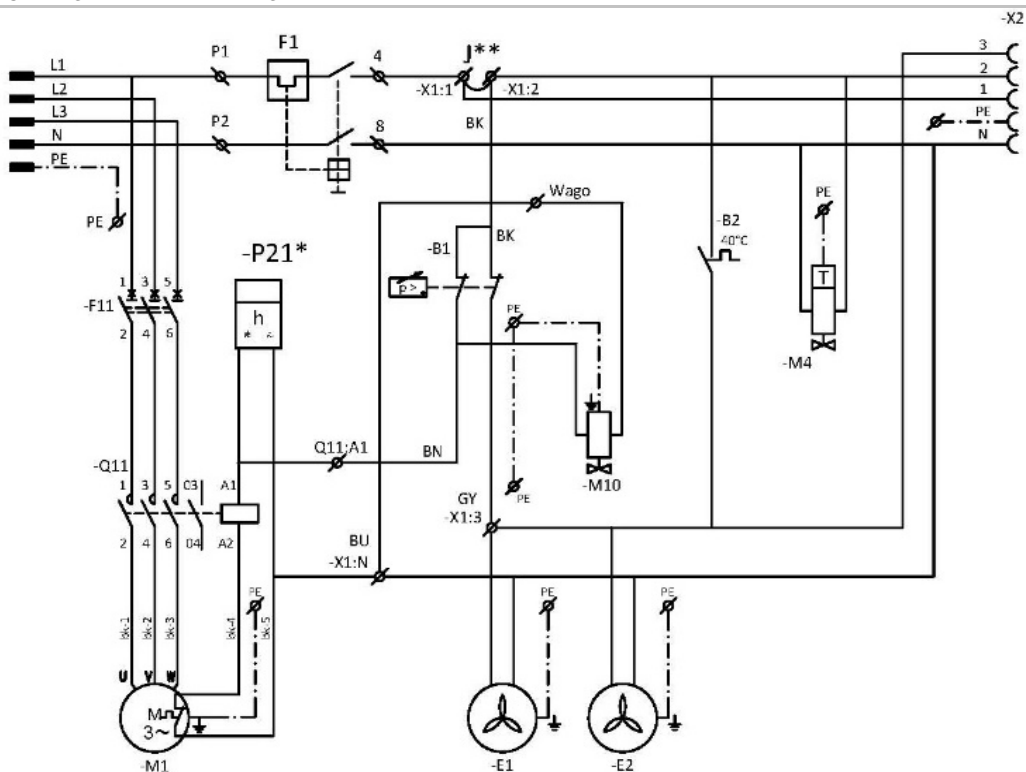 -X2
F1
P1
4
J**
3
L1
2
L2
-X1:1
-X1:2
1
L3
P2
BK
PE
N
8
N
PE
Wago
PE
PE
-B2
40°C
-P21*
-B1
BK
1 3 5
T
-F11
P >
PE
h
2 4 6
-M4
Q11:A1
BN
-Q11
-M10
1 3 5 03 A1
GY
PE
-X1:3
2 4 6 04 A2
BU
-X1:N
PE
PE
PE
bk-1
bk-2
bk-3
bk-4
bk-5
U V W
M
3~
-M1
-E1
-E2